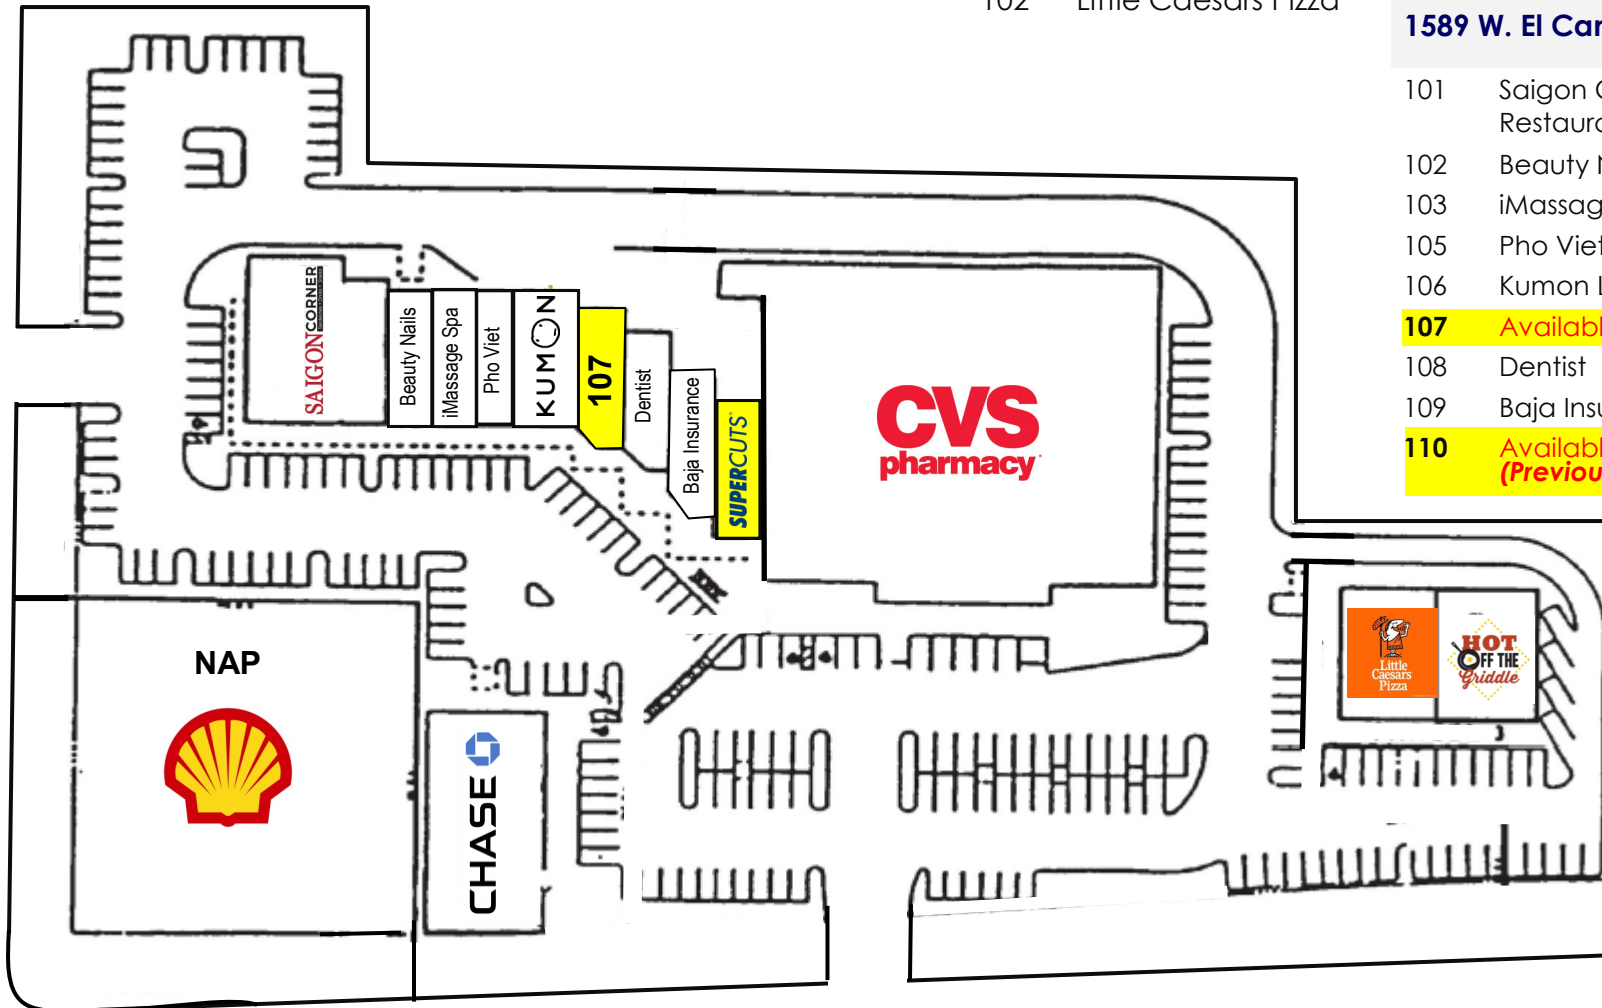 102 Little Caesars Pizza
1589 W. El Car
101 Saigon C
Restaura
102 Beauty N
103 iMassag
105 Pho Viet
106 Kumon L
107 Availabl
108 Dentist
109 Baja Insu
110 Availabl
(Previou
SAIGON CORNER
Beauty Nails
iMassage Spa
Pho Viet
KUMON
107
Dentist
Baja Insurance
SUPERCUTS
CVS
pharmacy
NAP
CHASE
Little
Caesars
Pizza
HOT
OFF THE
Griddle